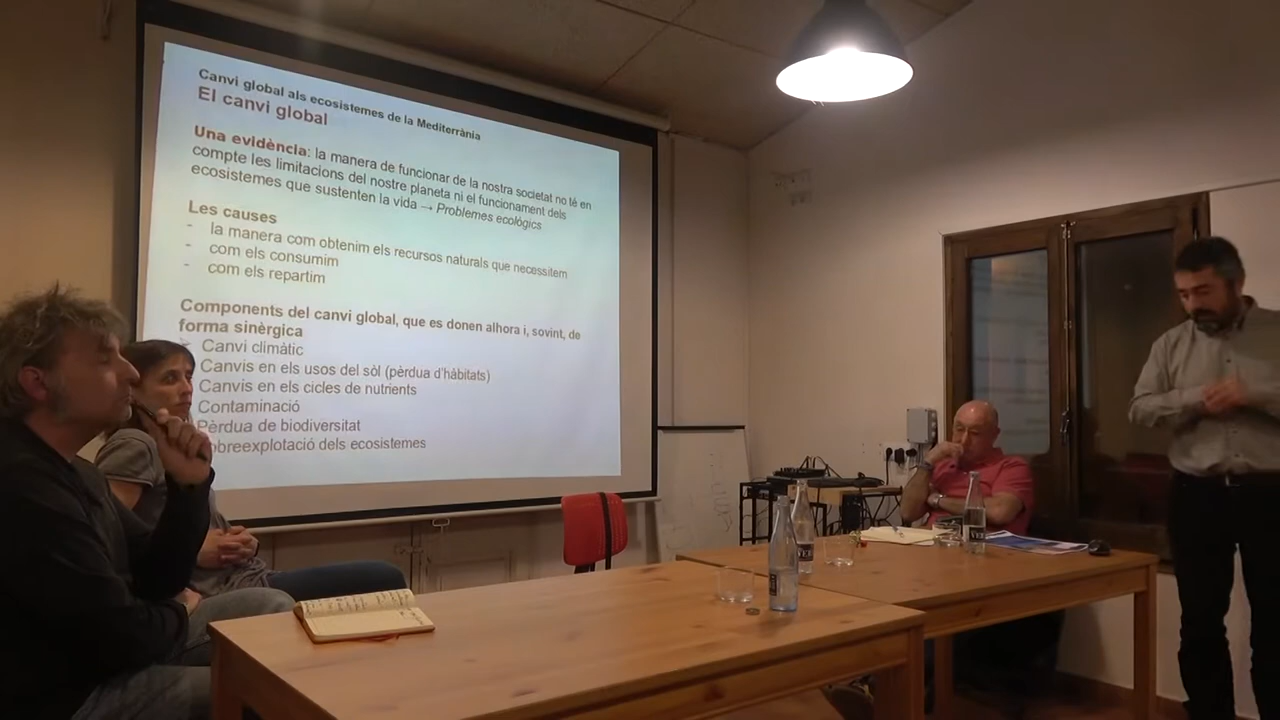 Canvi global als ecosistemes de la Mediterrània
El canvi global
Una evidència: la manera de funcionar de la nostra societat no té en
compte les limitacions del nostre planeta ni el funcionament dels
ecosistemes que sustenten la vida → Problemes ecològics
Les causes
- la manera com obtenim els recursos naturals que necessitem
- com els consumim
- com els repartim
Components del canvi global, que es donen alhora i, sovint, de
forma sinèrgica
Canvi climàtic
Canvis en els usos del sòl (pèrdua d'hàbitats)
Canvis en els cicles de nutrients
Contaminació
Pèrdua de biodiversitat
obreexplotació dels ecosistemes